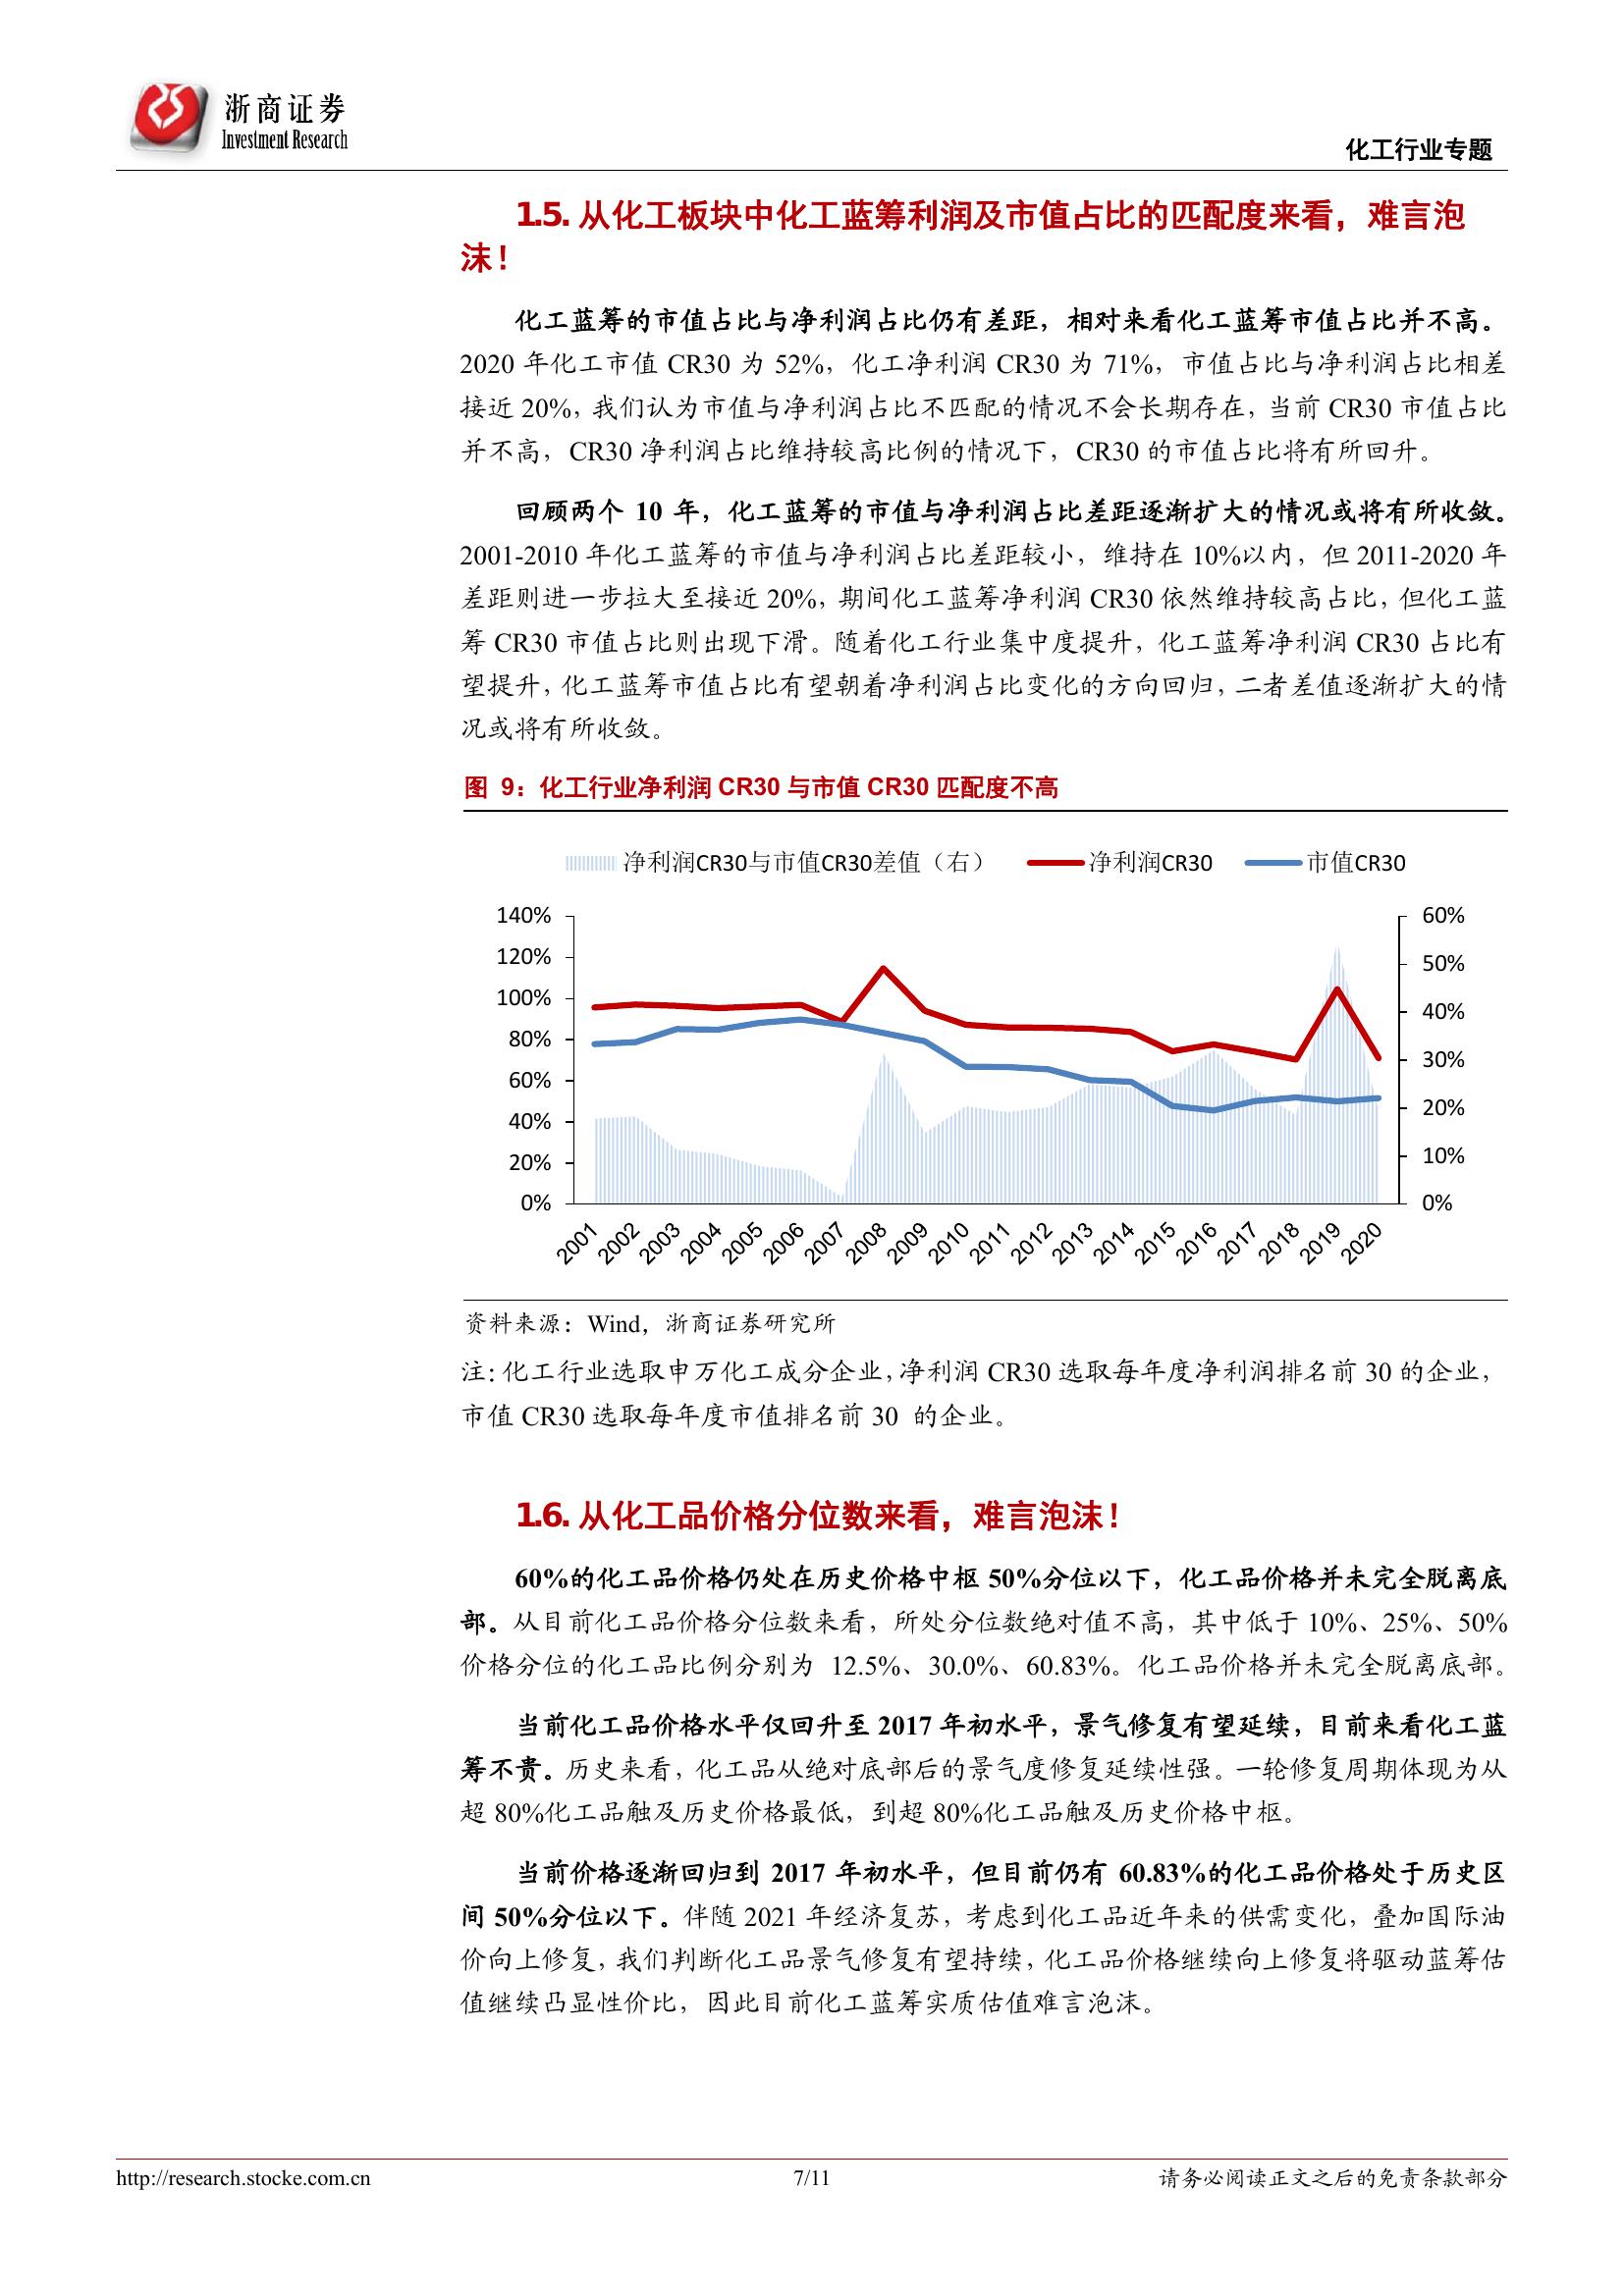 浙商证券
Investment Research
化工行业专题
1.5. 从化工板块中化工蓝筹利润及市值占比的匹配度来看，难言泡
沫！
化工蓝筹的市值占比与净利润占比仍有差距，相对来看化工蓝筹市值占比并不高。
2020 年化工市值 CR30 为 52%，化工净利润 CR30 为 71%，市值占比与净利润占比相差
接近 20%，我们认为市值与净利润占比不匹配的情况不会长期存在，当前 CR30 市值占比
并不高，CR30 净利润占比维持较高比例的情况下，CR30 的市值占比将有所回升。
回顾两个 10 年，化工蓝筹的市值与净利润占比差距逐渐扩大的情况或将有所收敛。
2001-2010 年化工蓝筹的市值与净利润占比差距较小，维持在 10%以内，但 2011-2020 年
差距则进一步拉大至接近 20%，期间化工蓝筹净利润 CR30 依然维持较高占比，但化工蓝
筹 CR30 市值占比则出现下滑。随着化工行业集中度提升，化工蓝筹净利润 CR30 占比有
望提升，化工蓝筹市值占比有望朝着净利润占比变化的方向回归，二者差值逐渐扩大的情
况或将有所收敛。
图 9：化工行业净利润 CR30 与市值 CR30 匹配度不高
净利润CR30与市值CR30差值（右） 净利润CR30 市值CR30
140% 60%
120% 50%
100% 40%
80% 30%
60% 20%
40% 10%
20% 0%
0%
2001 2002 2003 2004 2005 2006 2007 2008 2009 2010 2011 2012 2013 2014 2015 2016 2017 2018 2019 2020
资料来源：Wind，浙商证券研究所
注：化工行业选取申万化工成分企业，净利润 CR30 选取每年度净利润排名前 30 的企业，
市值 CR30 选取每年度市值排名前 30 的企业。
1.6. 从化工品价格分位数来看，难言泡沫！
60%的化工品价格仍处在历史价格中枢 50%分位以下，化工品价格并未完全脱离底
部。从目前化工品价格分位数来看，所处分位数绝对值不高，其中低于 10%、25%、50%
价格分位的化工品比例分别为 12.5%、30.0%、60.83%。化工品价格并未完全脱离底部。
当前化工品价格水平仅回升至 2017 年初水平，景气修复有望延续，目前来看化工蓝
筹不贵。历史来看，化工品从绝对底部后的景气度修复延续性强。一轮修复周期体现为从
超 80%化工品触及历史价格最低，到超 80%化工品触及历史价格中枢。
当前价格逐渐回归到 2017 年初水平，但目前仍有 60.83%的化工品价格处于历史区
间 50%分位以下。伴随 2021 年经济复苏，考虑到化工品近年来的供需变化，叠加国际油
价向上修复，我们判断化工品景气修复有望持续，化工品价格继续向上修复将驱动蓝筹估
值继续凸显性价比，因此目前化工蓝筹实质估值难言泡沫。
http://research.stocke.com.cn 7/11 请务必阅读正文之后的免责条款部分